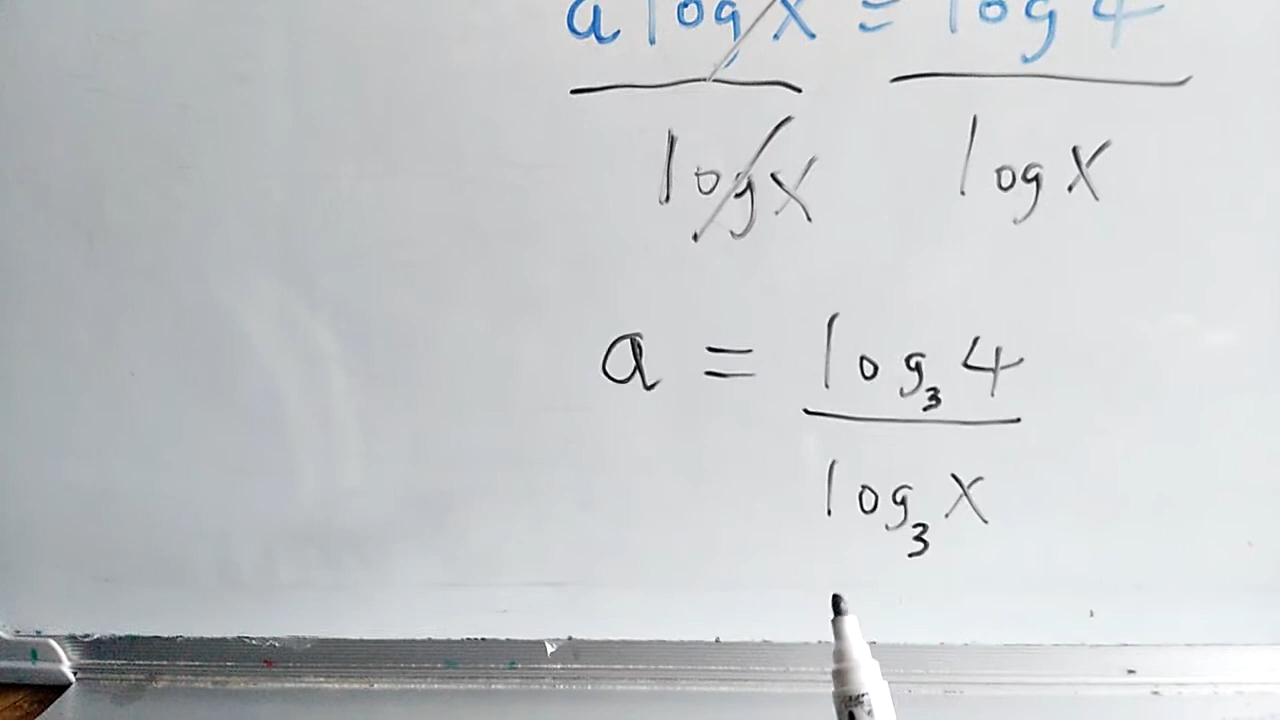 a log x = log 4
log x log x
a = log₃ 4
log₃ x